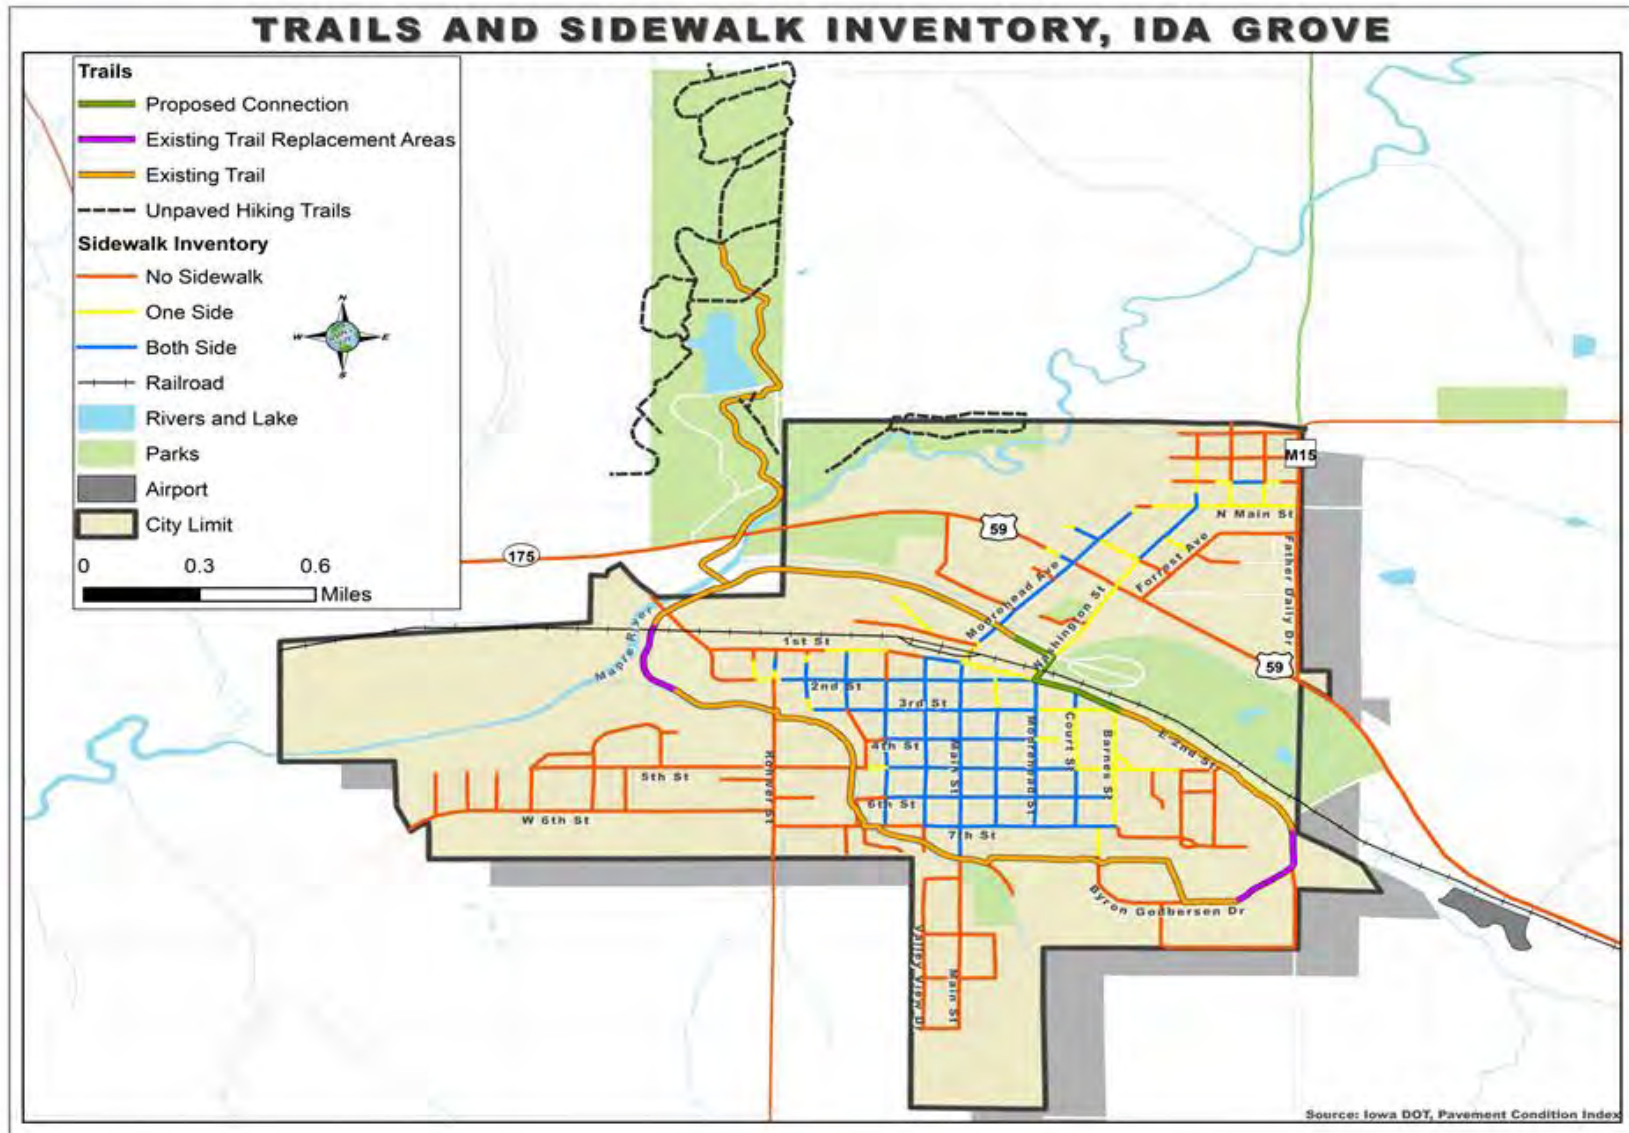 TRAILS AND SIDEWALK INVENTORY, IDA GROVE
Trails
Proposed Connection
Existing Trail Replacement Areas
Existing Trail
Unpaved Hiking Trails
Sidewalk Inventory
No Sidewalk
One Side
Both Side
Railroad
Rivers and Lake
Parks
Airport
City Limit
0 0.3 0.6
Miles
N
W E
S
M15
N Main St
59
175
Forrest Ave
Father Daily Dr
Moorehead Ave
Washington St
Maple River
1st St
59
2nd St
3rd St
Moorehead St
Court St
Barnes St
E 2nd St
4th St
Main St
Rohwer St
5th St
6th St
W 6th St
7th St
Byron Godbersen Dr
Valley View Dr
Main St
Source: Iowa DOT, Pavement Condition Index